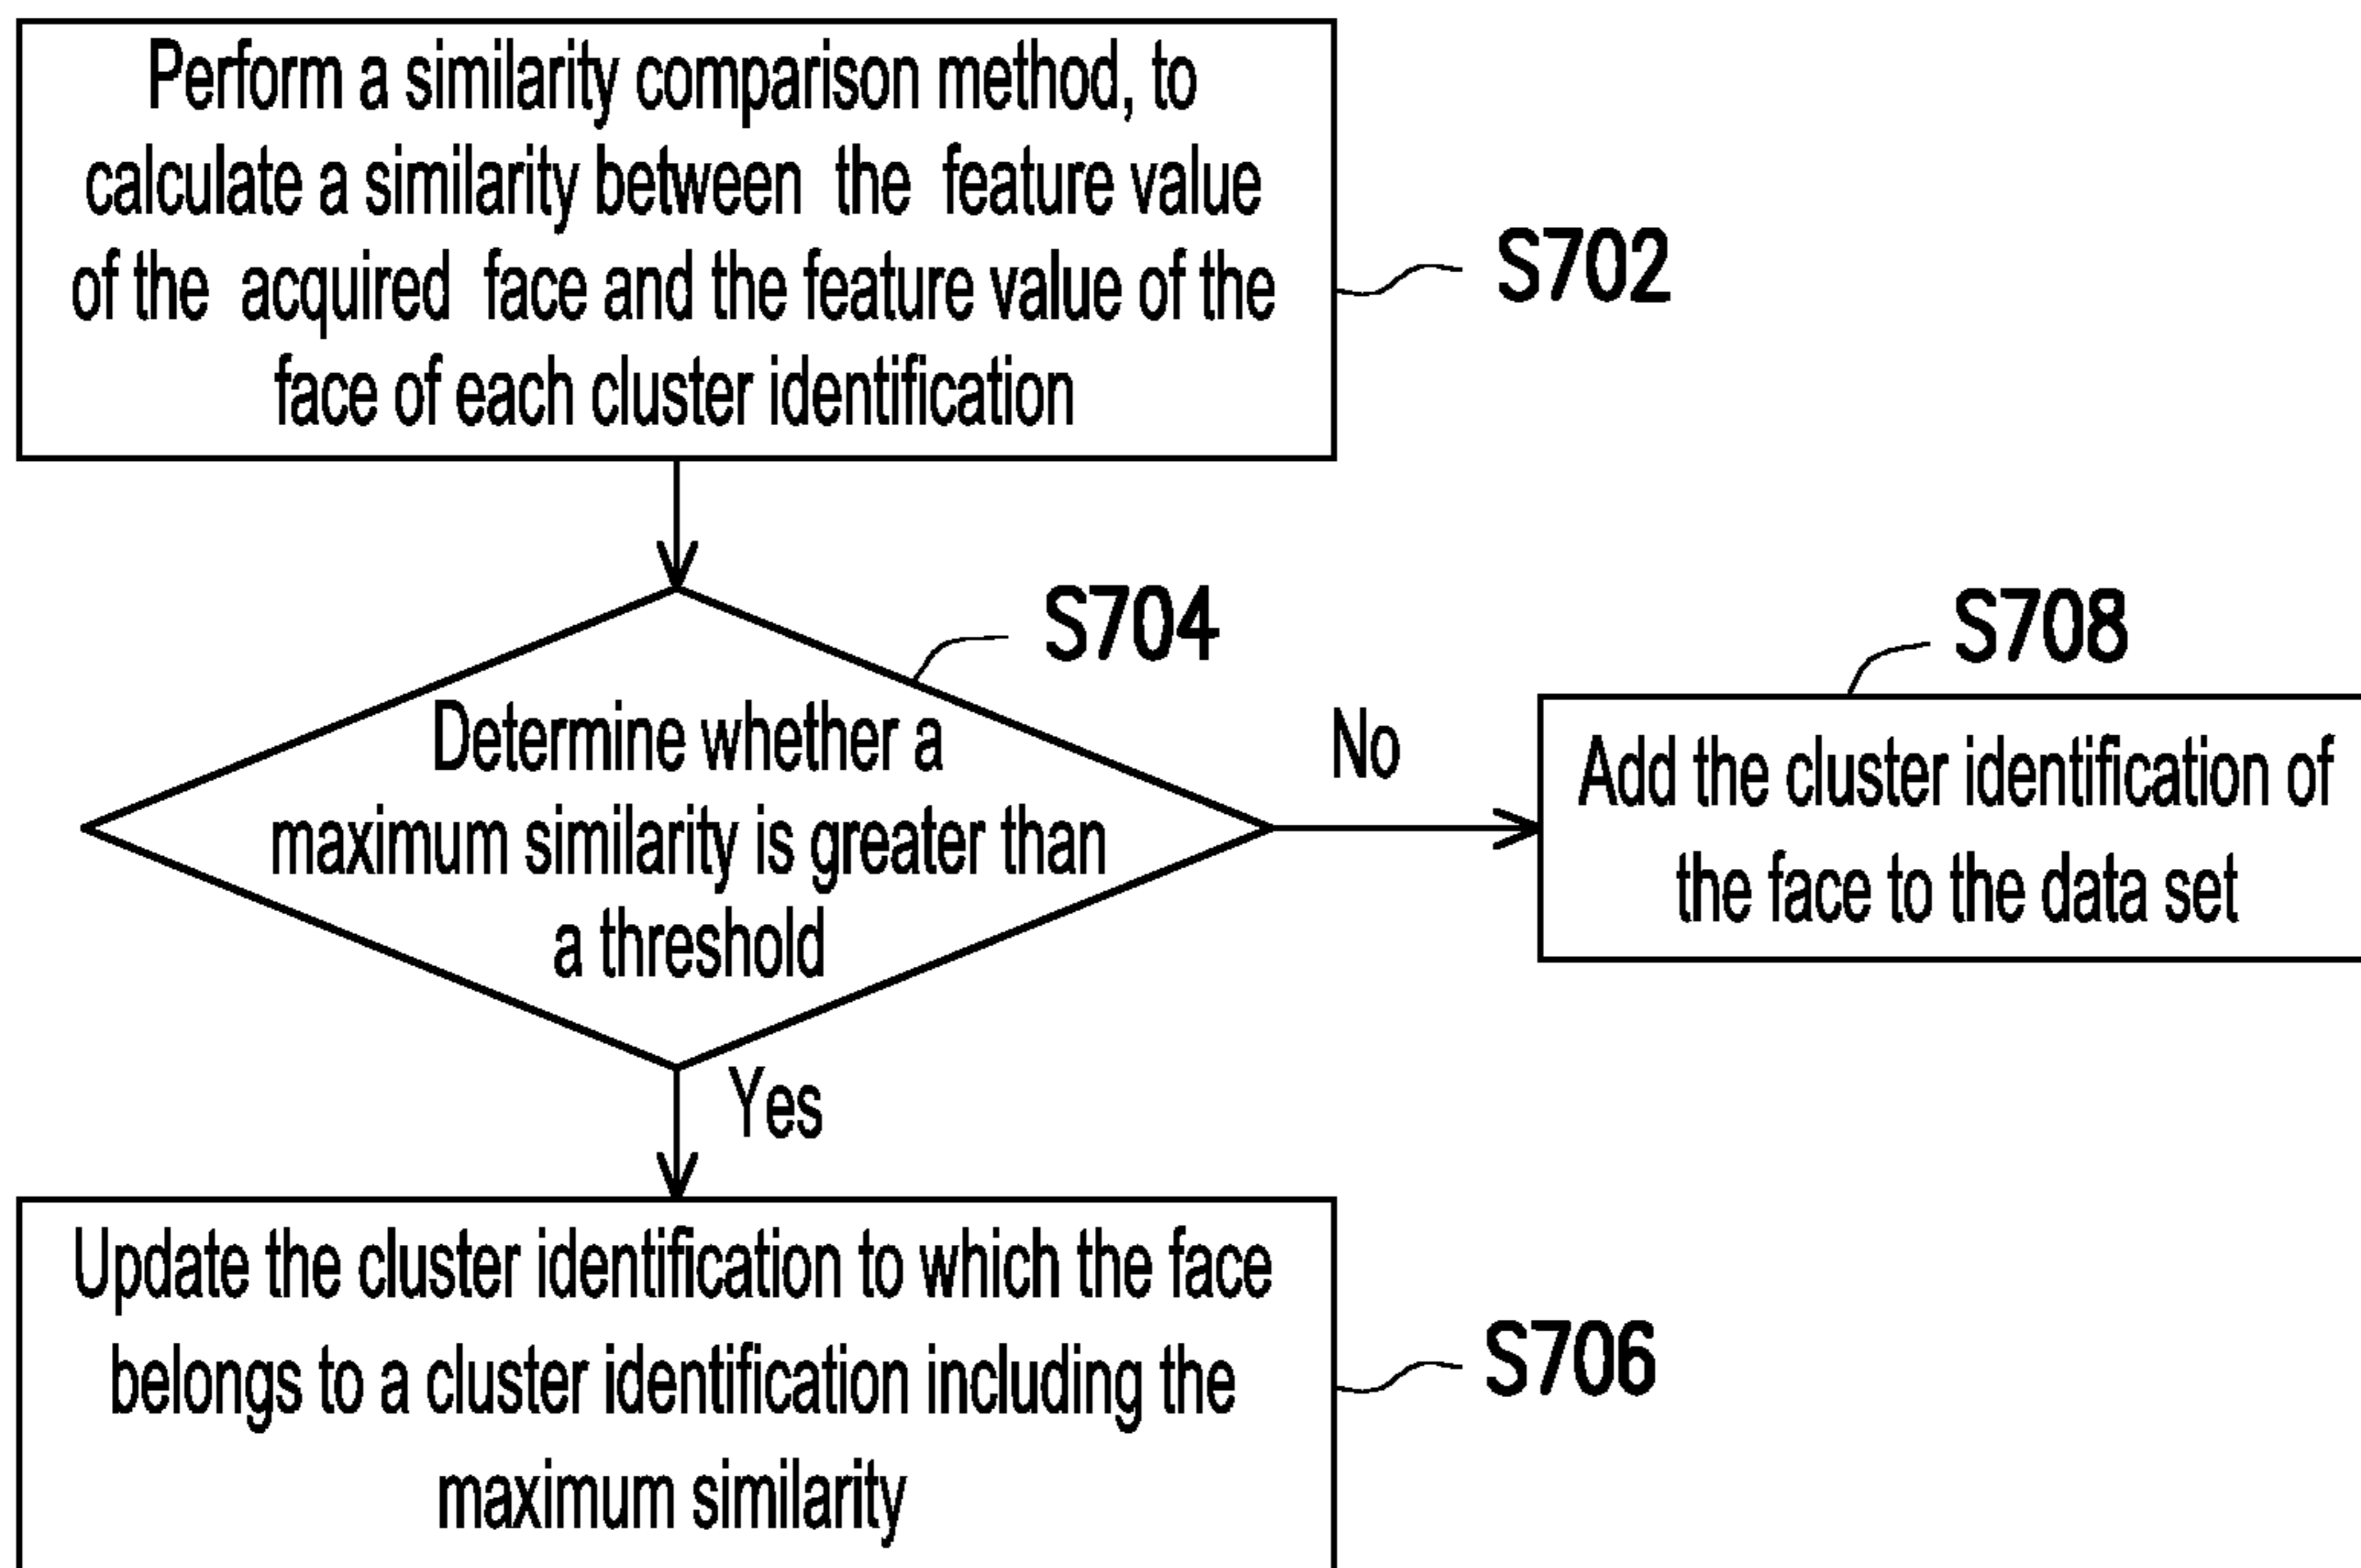 Perform a similarity comparison method, to
calculate a similarity between the feature value
of the acquired face and the feature value of the
face of each cluster identification
S702
S704
Determine whether a
maximum similarity is greater than
a threshold
No
S708
Add the cluster identification of
the face to the data set
Yes
Update the cluster identification to which the face
belongs to a cluster identification including the
maximum similarity
S706